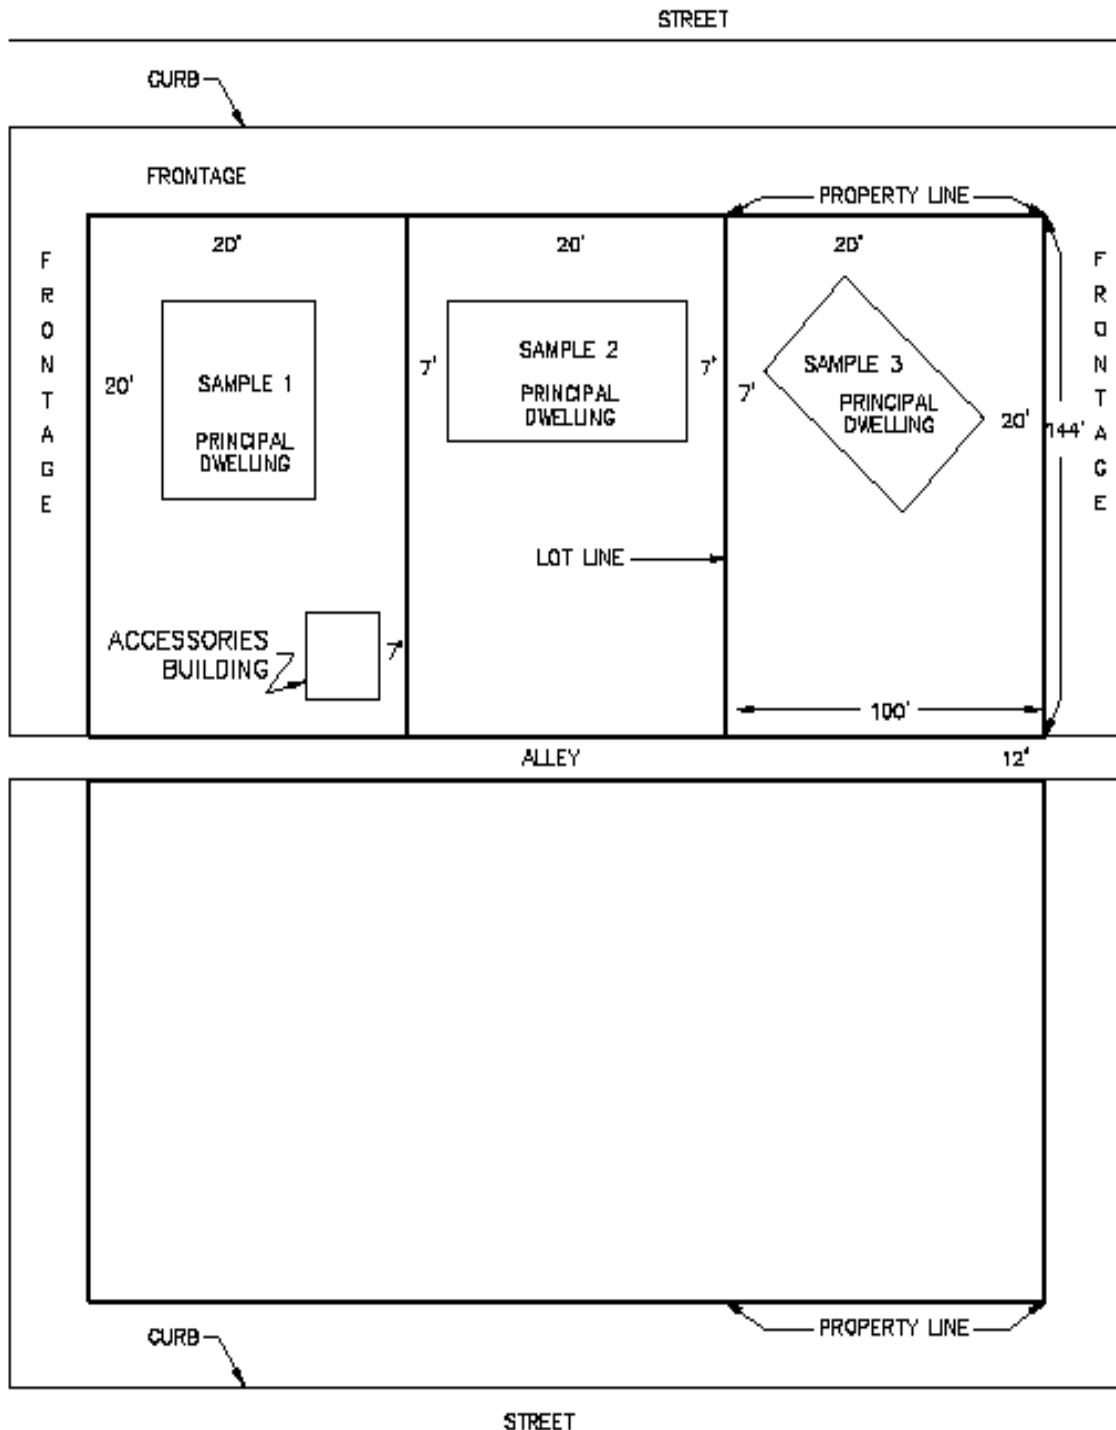 STREET
CURB
FRONTAGE
PROPERTY LINE
20'
20'
20'
FRONTAGE
FRONTAGE
SAMPLE 1
PRINCIPAL
DWELLING
20'
7'
SAMPLE 2
PRINCIPAL
DWELLING
7'
7'
SAMPLE 3
PRINCIPAL
DWELLING
20'
144'
LOT LINE
ACCESSORIES
BUILDING
7'
100'
ALLEY
12'
PROPERTY LINE
CURB
STREET